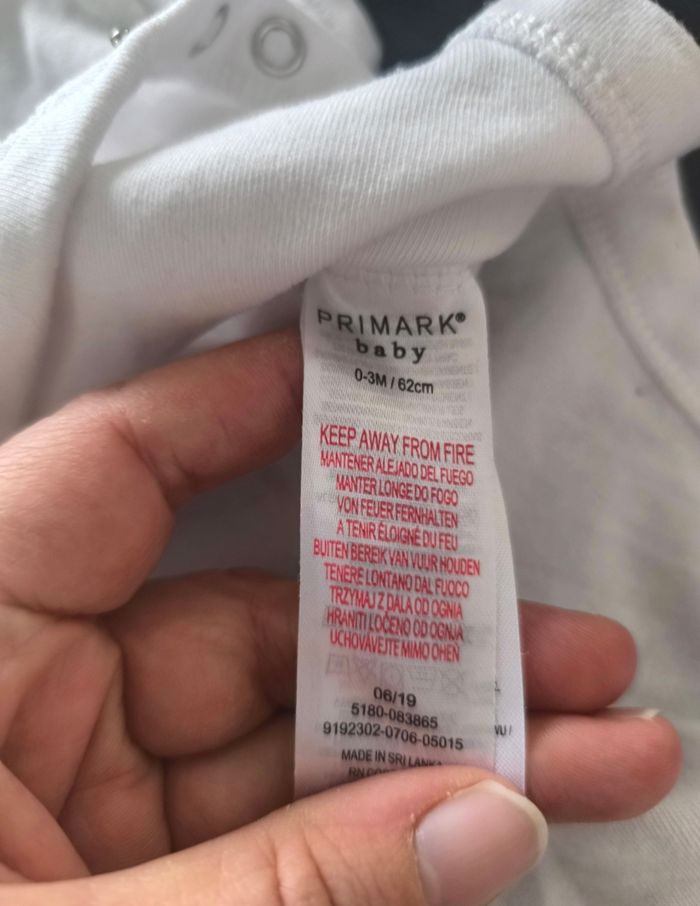 PRIMARK®
baby
0-3M / 62cm
KEEP AWAY FROM FIRE
MANTENER ALEJADO DEL FUEGO
MANTER LONGE DO FOGO
VON FEUER FERNHALTEN
A TENIR ÉLOIGNÉ DU FEU
BUITEN BEREIK VAN VUUR HOUDEN
TENERE LONTANO DAL FUOCO
TRZYMAJ Z DALA OD OGNIA
HRANITI LOČENO OD OGNJA
UCHOVÁVEJTE MIMO OHEŇ
06/19
5180-083865
9192302-0706-05015
MADE IN SRI LANKA